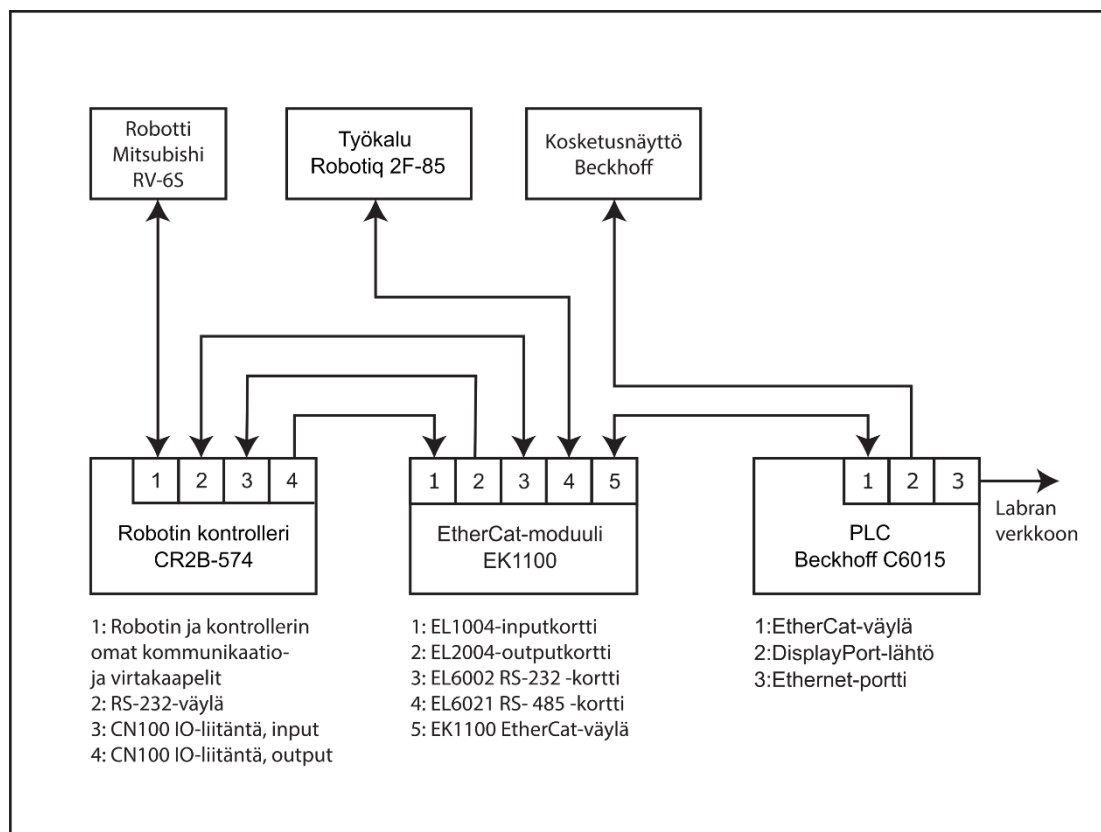 Robotti
Mitsubishi
RV-6S
Työkalu
Robotiq 2F-85
Kosketusnäyttö
Beckhoff
1 2 3 4
Robotin kontrolleri
CR2B-574
1 2 3 4 5
EtherCat-moduuli
EK1100
1 2 3
PLC
Beckhoff C6015
Labran
verkkoon
1: Robotin ja kontrollerin
omat kommunikaatio-
ja virtakaapelit
2: RS-232-väylä
3: CN100 IO-liitäntä, input
4: CN100 IO-liitäntä, output
1: EL1004-inputkortti
2: EL2004-outputkortti
3: EL6002 RS-232 -kortti
4: EL6021 RS- 485 -kortti
5: EK1100 EtherCat-väylä
1:EtherCat-väylä
2:DisplayPort-lähtö
3:Ethernet-portti